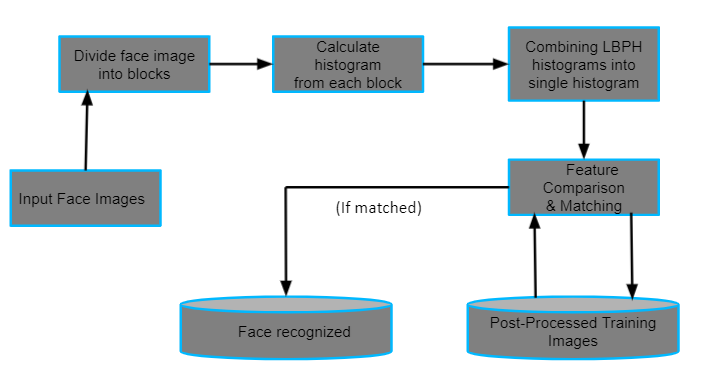 Input Face Images
Divide face image
into blocks
Calculate
histogram
from each block
Combining LBPH
histograms into
single histogram
Feature
Comparison
& Matching
(If matched)
Face recognized
Post-Processed Training
Images